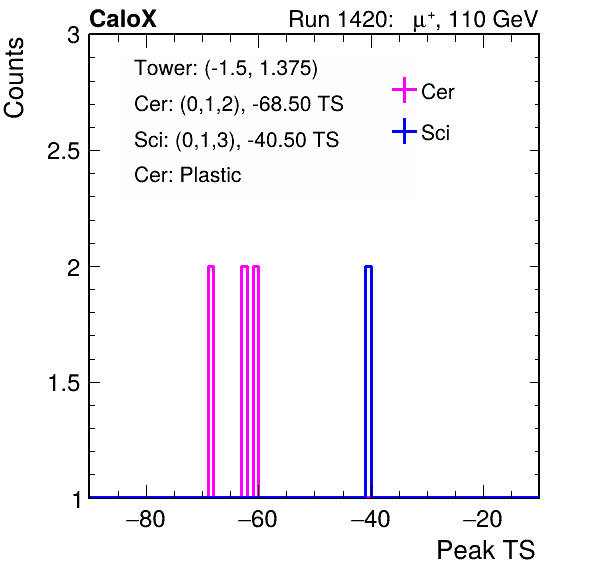 CaloX Run 1420: μ⁺, 110 GeV
Counts
3
2.5
2
1.5
1
Tower: (-1.5, 1.375)
Cer: (0,1,2), -68.50 TS
Sci: (0,1,3), -40.50 TS
Cer: Plastic
Cer
Sci
−80 −60 −40 −20
Peak TS